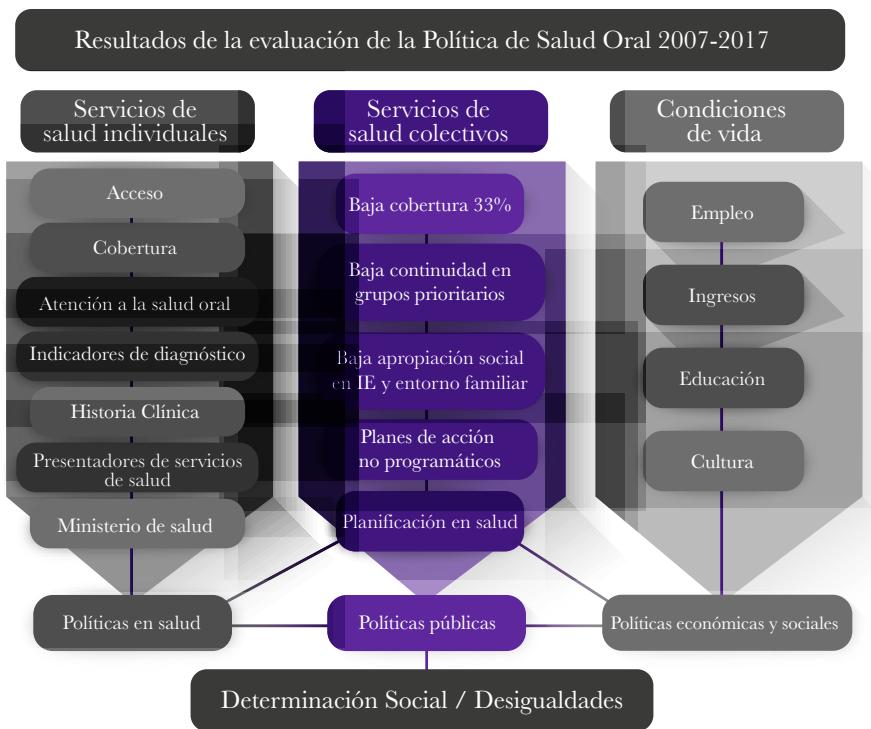 Resultados de la evaluación de la Política de Salud Oral 2007-2017
Servicios de
salud individuales
Acceso
Cobertura
Atención a la salud oral
Indicadores de diagnóstico
Historia Clínica
Presentadores de servicios
de salud
Ministerio de salud
Políticas en salud
Servicios de
salud colectivos
Baja cobertura 33%
Baja continuidad en
grupos prioritarios
Baja apropiación social
en IE y entorno familiar
Planes de acción
no programáticos
Planificación en salud
Políticas públicas
Condiciones
de vida
Empleo
Ingresos
Educación
Cultura
Políticas económicas y sociales
Determinación Social / Desigualdades